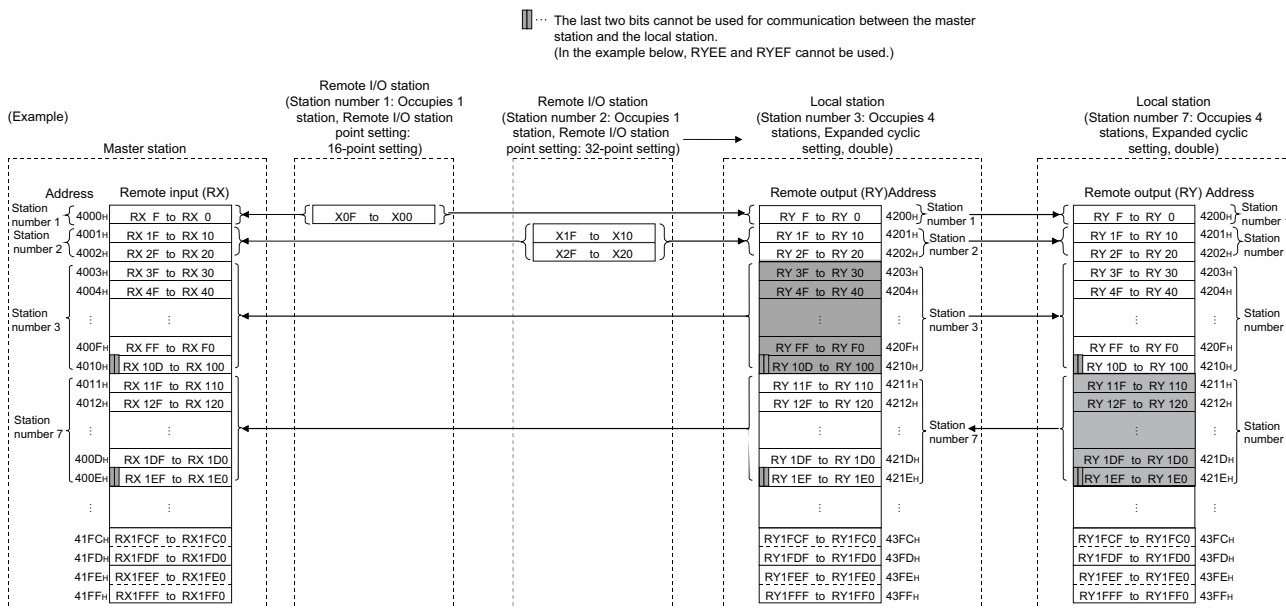 ··· The last two bits cannot be used for communication between the master
station and the local station.
(In the example below, RYEE and RYEF cannot be used.)
(Example)
Master station
Remote I/O station
(Station number 1: Occupies 1
station, Remote I/O station
point setting:
16-point setting)
Remote I/O station
(Station number 2: Occupies 1
station, Remote I/O station
point setting: 32-point setting)
Local station
(Station number 3: Occupies 4
stations, Expanded cyclic
setting, double)
Local station
(Station number 7: Occupies 4
stations, Expanded cyclic
setting, double)
Address Remote input (RX)
Station number 1
4000H RX F to RX 0
Station number 2
4001H RX 1F to RX 10
4002H RX 2F to RX 20
Station number 3
4003H RX 3F to RX 30
4004H RX 4F to RX 40
⋮ ⋮
400FH RX FF to RX F0
4010H RX 10D to RX 100
Station number 7
4011H RX 11F to RX 110
4012H RX 12F to RX 120
⋮ ⋮
400DH RX 1DF to RX 1D0
400EH RX 1EF to RX 1E0
⋮ ⋮
41FCH RX1FCF to RX1FC0
41FDH RX1FDF to RX1FD0
41FEH RX1FEF to RX1FE0
41FFH RX1FFF to RX1FF0
X0F to X00
X1F to X10
X2F to X20
Remote output (RY)Address
RY F to RY 0 4200H
Station number 1
RY 1F to RY 10 4201H
RY 2F to RY 20 4202H
Station number 2
RY 3F to RY 30 4203H
RY 4F to RY 40 4204H
⋮ ⋮
Station number 3
RY FF to RY F0 420FH
RY 10D to RY 100 4210H
RY 11F to RY 110 4211H
RY 12F to RY 120 4212H
⋮ ⋮
Station number 7
RY 1DF to RY 1D0 421DH
RY 1EF to RY 1E0 421EH
⋮ ⋮
RY1FCF to RY1FC0 43FCH
RY1FDF to RY1FD0 43FDH
RY1FEF to RY1FE0 43FEH
RY1FFF to RY1FF0 43FFH
Remote output (RY) Address
RY F to RY 0 4200H
Station
number
RY 1F to RY 10 4201H
RY 2F to RY 20 4202H
Station
number
RY 3F to RY 30 4203H
RY 4F to RY 40 4204H
⋮ ⋮
Station
number
RY FF to RY F0 420FH
RY 10D to RY 100 4210H
RY 11F to RY 110 4211H
RY 12F to RY 120 4212H
⋮ ⋮
Station
number
RY 1DF to RY 1D0 421DH
RY 1EF to RY 1E0 421EH
⋮ ⋮
RY1FCF to RY1FC0 43FCH
RY1FDF to RY1FD0 43FDH
RY1FEF to RY1FE0 43FEH
RY1FFF to RY1FF0 43FFH